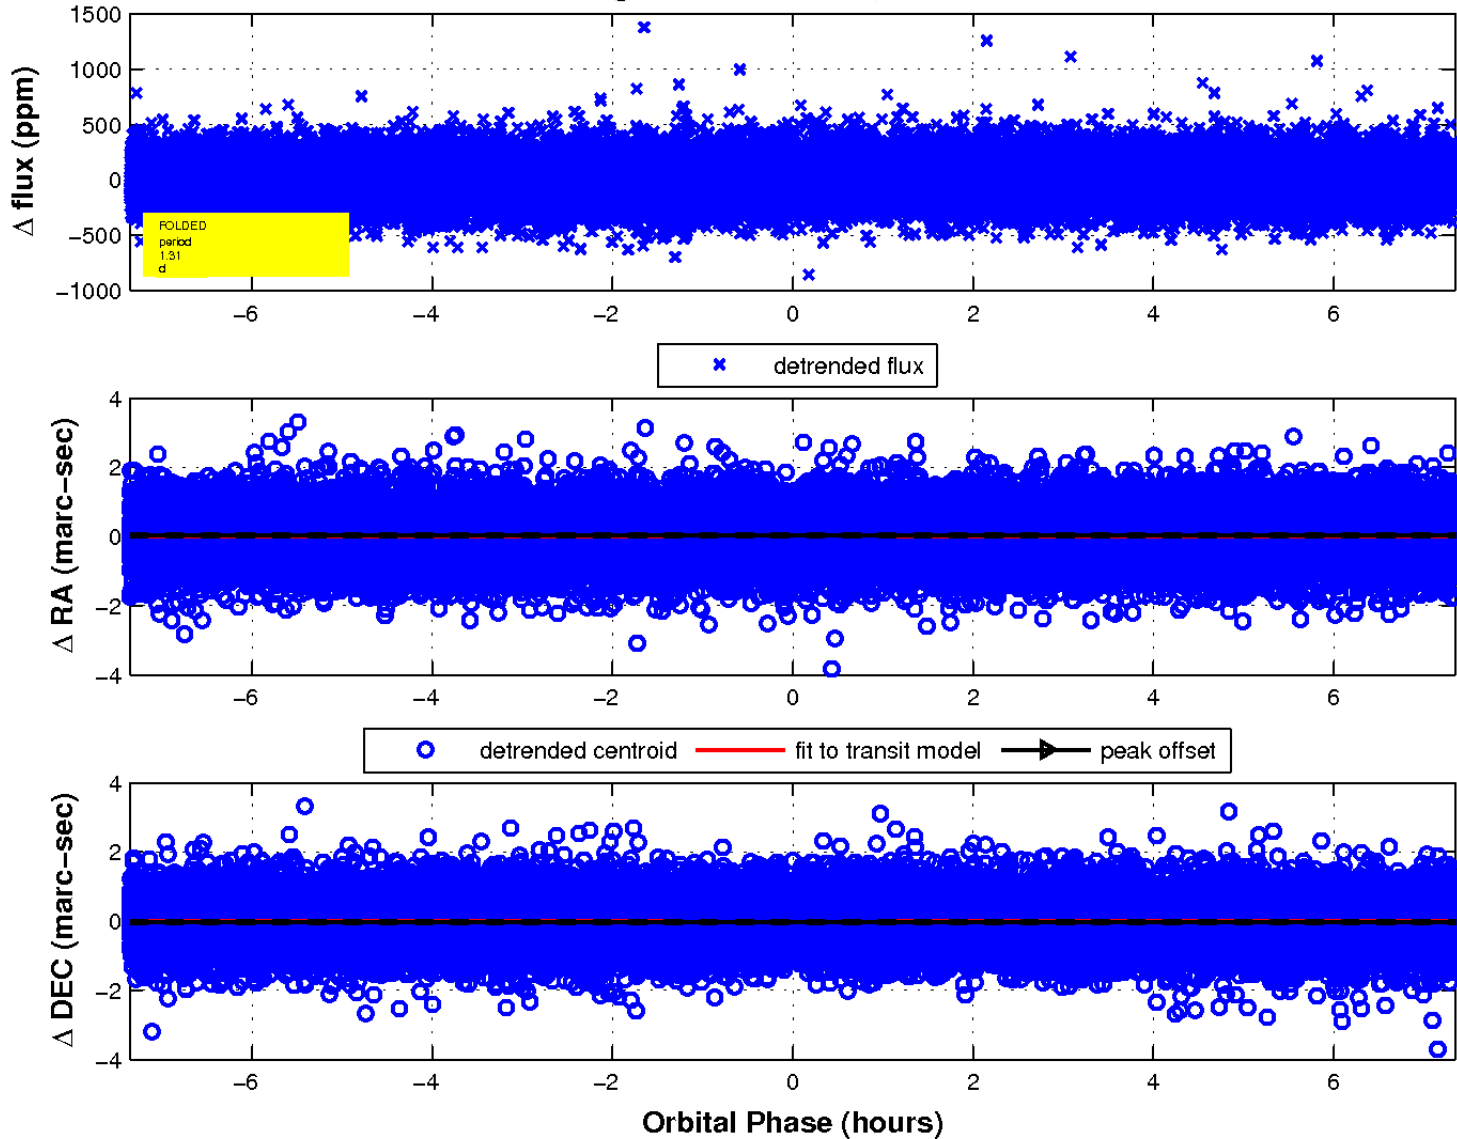 1500
1000
500
0
−500
−1000
Δ flux (ppm)
FOLDED
period
1.31
d
−6 −4 −2 0 2 4 6
detrended flux
4
2
0
−2
−4
Δ RA (marc−sec)
−6 −4 −2 0 2 4 6
detrended centroid fit to transit model peak offset
4
2
0
−2
−4
Δ DEC (marc−sec)
−6 −4 −2 0 2 4 6
Orbital Phase (hours)